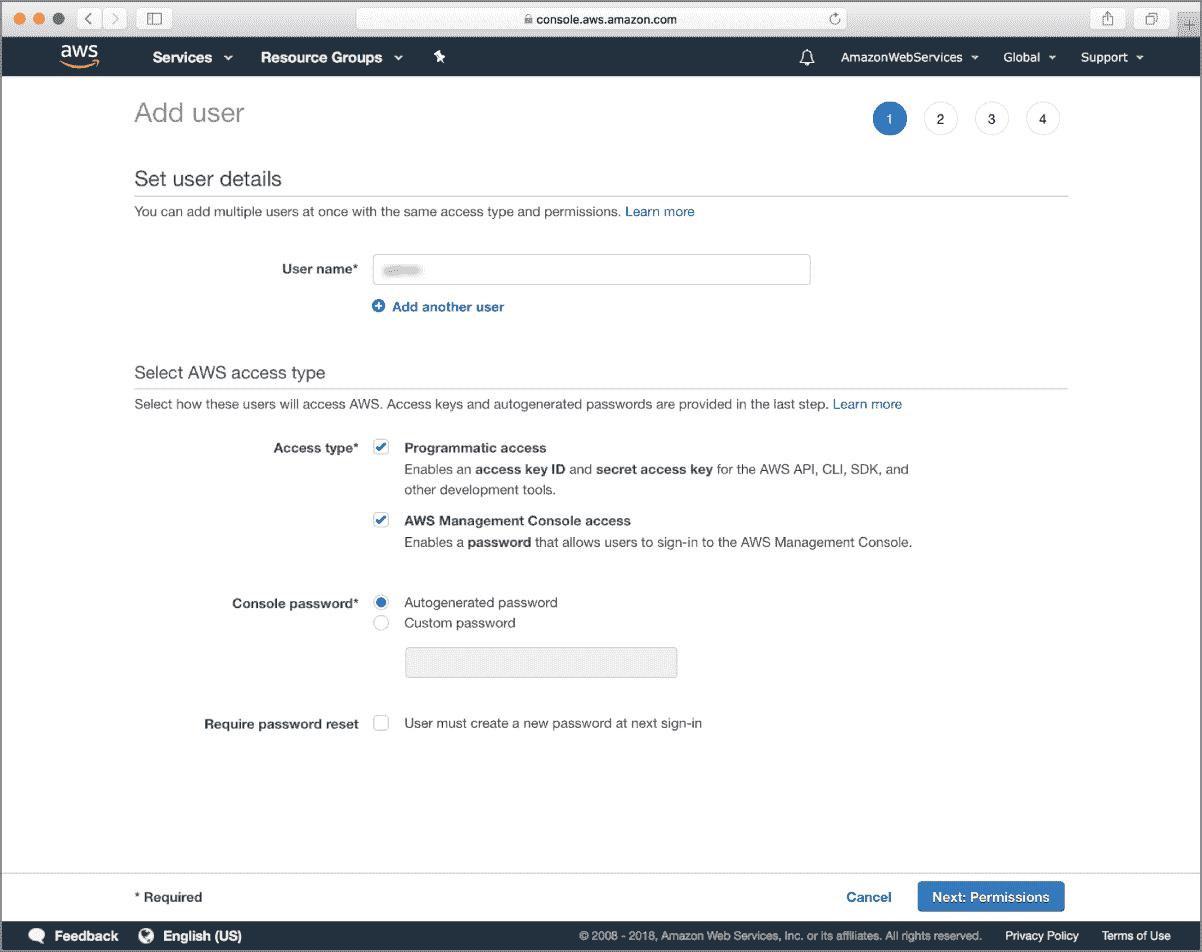 console.aws.amazon.com
aws Services Resource Groups AmazonWebServices Global Support
Add user 1 2 3 4
Set user details
You can add multiple users at once with the same access type and permissions. Learn more
User name*
Add another user
Select AWS access type
Select how these users will access AWS. Access keys and autogenerated passwords are provided in the last step. Learn more
Access type* Programmatic access
Enables an access key ID and secret access key for the AWS API, CLI, SDK, and
other development tools.
AWS Management Console access
Enables a password that allows users to sign-in to the AWS Management Console.
Console password* Autogenerated password
Custom password
Require password reset User must create a new password at next sign-in
* Required Cancel Next: Permissions
Feedback English (US) © 2008 - 2018, Amazon Web Services, Inc. or its affiliates. All rights reserved. Privacy Policy Terms of Use